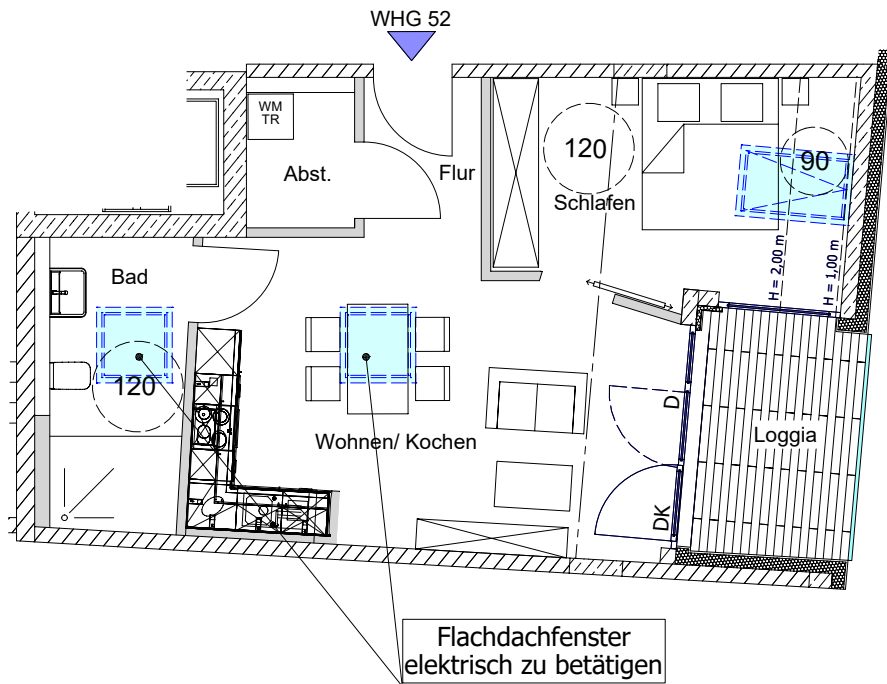 WHG 52
WM
TR
Abst.
Flur
120
Schlafen
90
H = 2,00 m
H = 1,00 m
Bad
120
Wohnen/ Kochen
D
DK
Loggia
Flachdachfenster
elektrisch zu betätigen